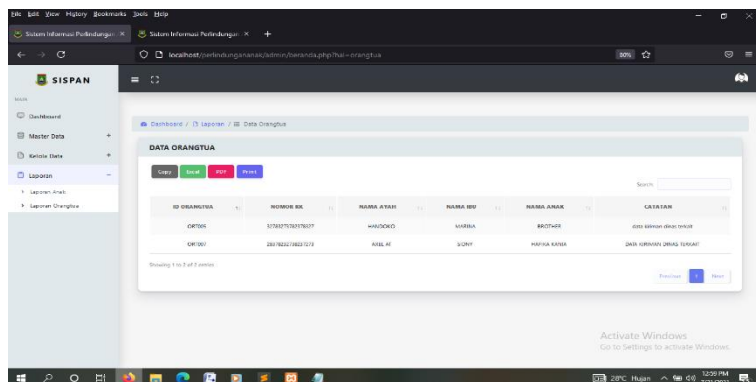 File Edit View History Bookmarks Tools Help
Sistem Informasi Perlindungan × Sistem Informasi Perlindungan × +
localhost/perlindungananak/admin/beranda.php?hal=orangtua 80%
SISPAN
Dashboard
Master Data +
Kelola Data +
Laporan −
Laporan Anak
Laporan Orangtua
Dashboard / Laporan / Data Orangtua
DATA ORANGTUA
Copy Excel PDF Print
Search:
ID ORANGTUA NOMOR KK NAMA AYAH NAMA IBU NAMA ANAK CATATAN
ORT005 HANDOKO MARINA BROTHER data kiriman dinas terkait
ORT007 AXEL AT SONY HAFIKA KANIA DATA KIRIMAN DINAS TERKAIT
Showing 1 to 2 of 2 entries
Previous 1 Next
Activate Windows
Go to Settings to activate Windows.
28°C Hujan 12:59 PM